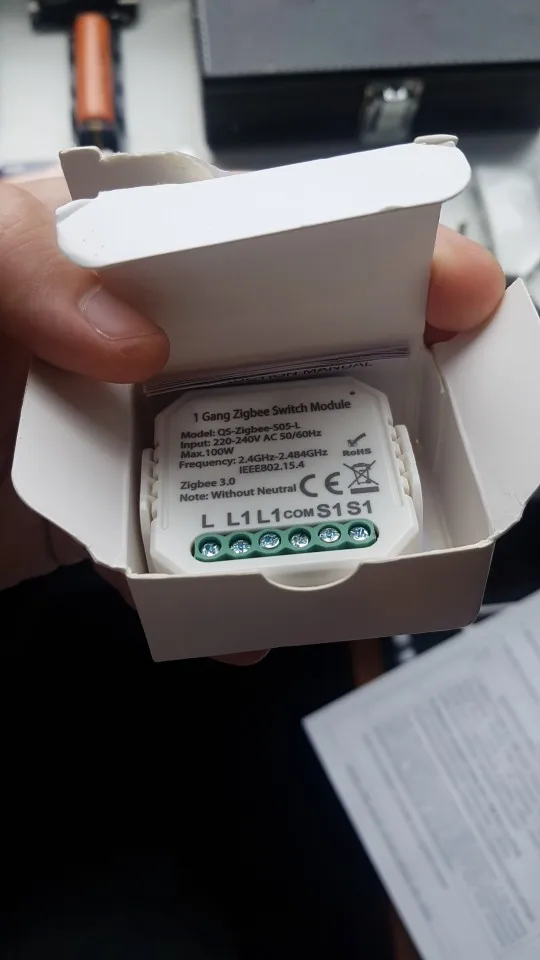 INSTRUCTION MANUAL
1 Gang Zigbee Switch Module
Model: QS-Zigbee-S05-L
Input: 220-240V AC 50/60Hz
Max.100W
Frequency: 2.4GHz-2.484GHz
IEEE802.15.4
RoHS
Zigbee 3.0
Note: Without Neutral
CE
L L1 L1 COM S1 S1